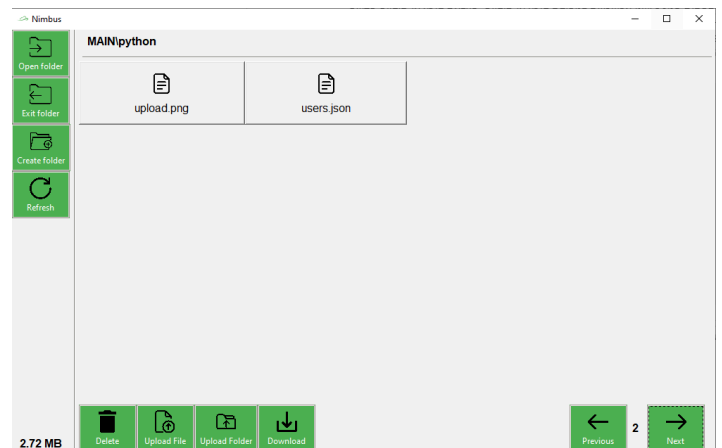 Nimbus
Open folder
Exit folder
Create folder
Refresh
MAIN\python
upload.png
users.json
2.72 MB
Delete
Upload File
Upload Folder
Download
Previous
2
Next